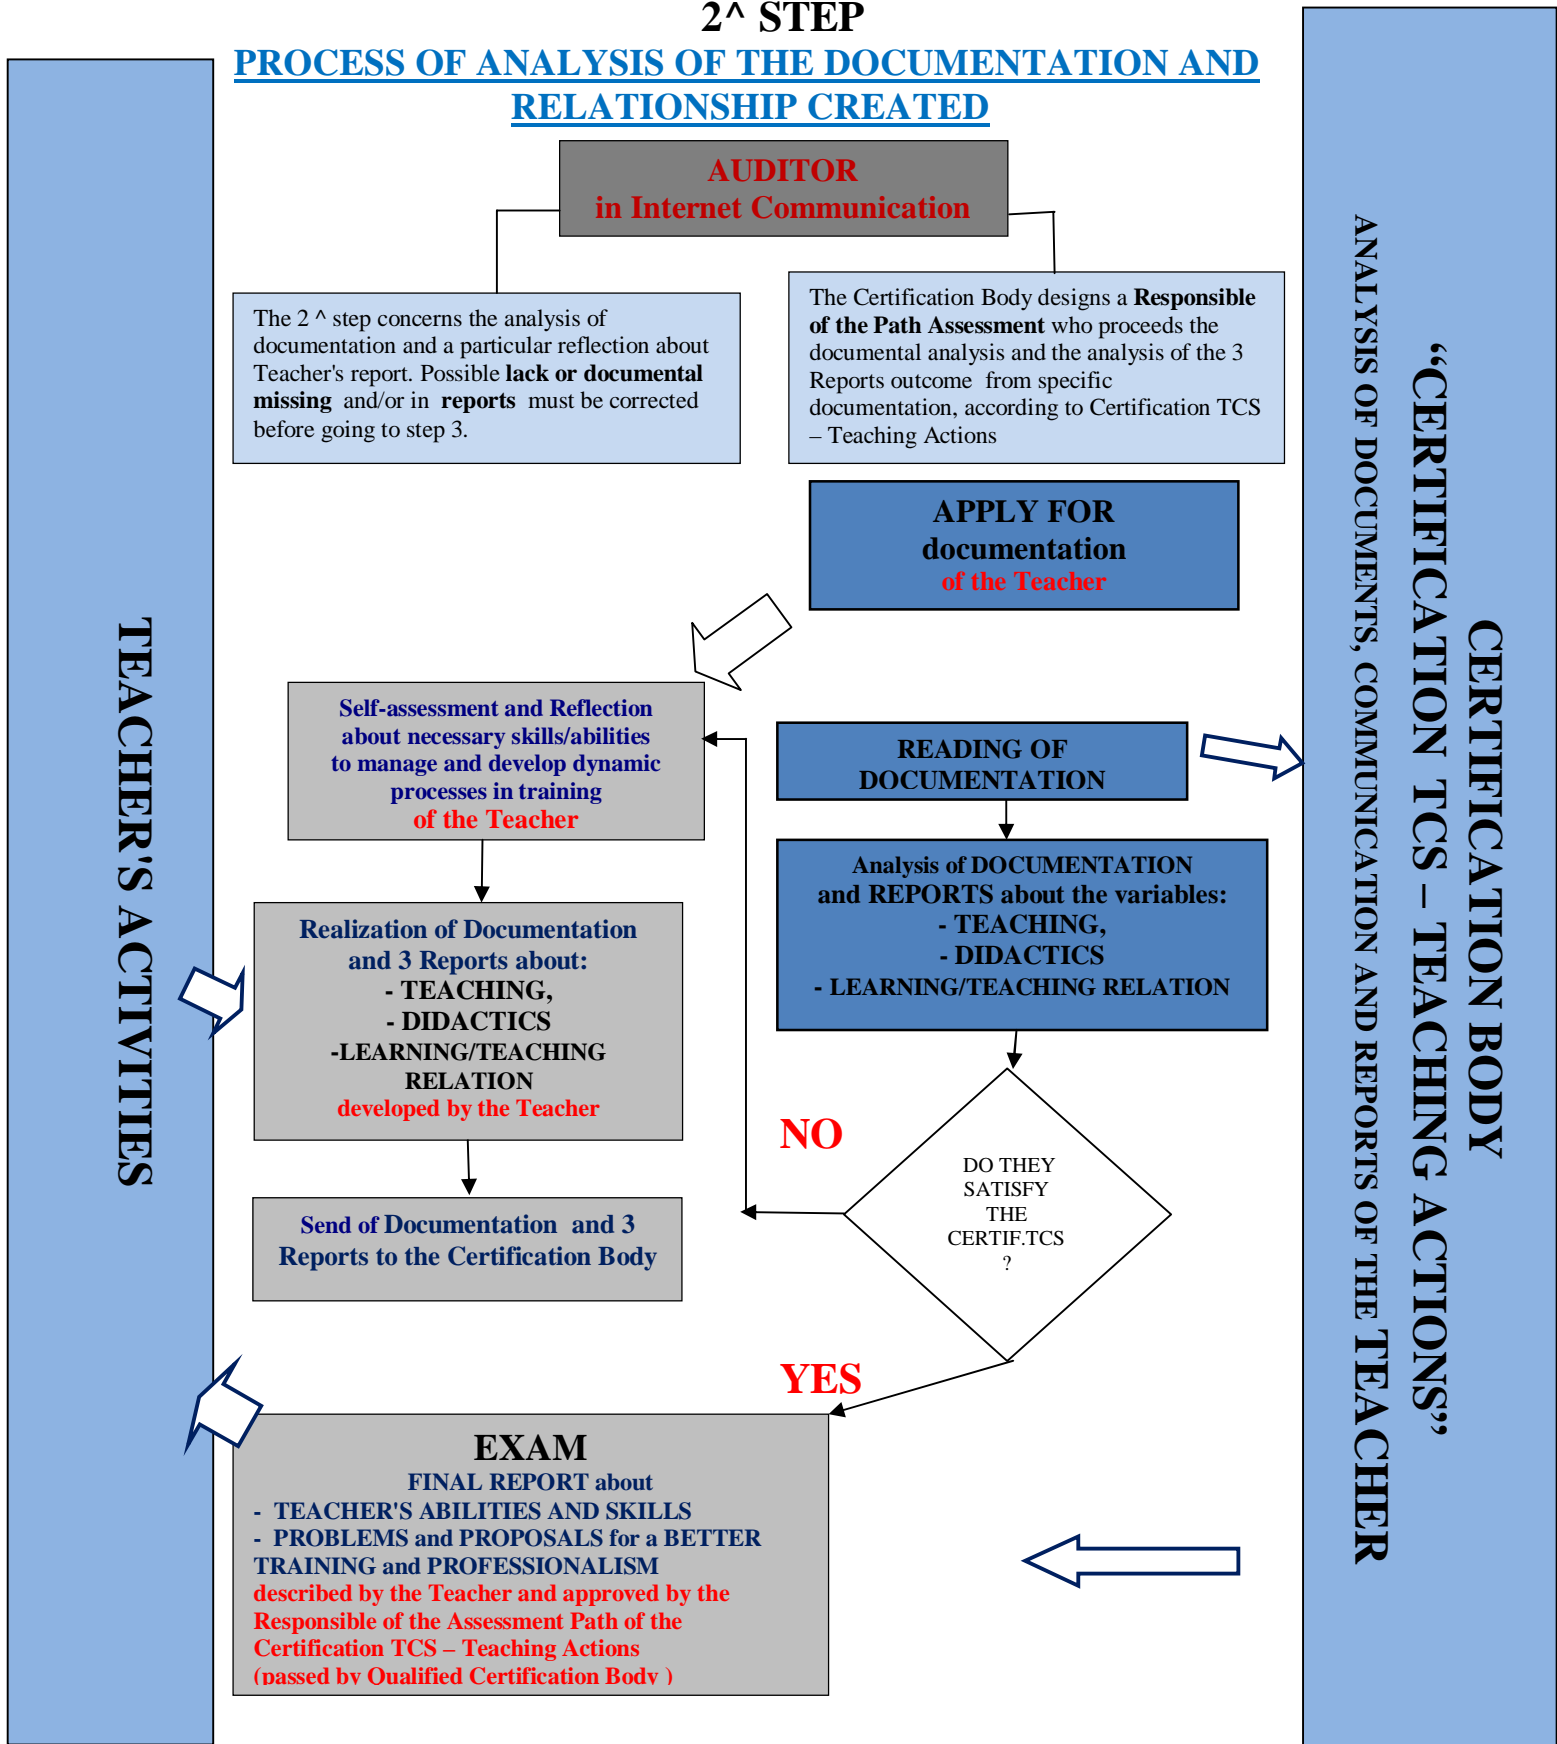 2^ STEP
PROCESS OF ANALYSIS OF THE DOCUMENTATION AND
RELATIONSHIP CREATED
AUDITOR
in Internet Communication
The 2 ^ step concerns the analysis of
documentation and a particular reflection about
Teacher's report. Possible lack or documental
missing and/or in reports must be corrected
before going to step 3.
The Certification Body designs a Responsible
of the Path Assessment who proceeds the
documental analysis and the analysis of the 3
Reports outcome from specific
documentation, according to Certification TCS
– Teaching Actions
APPLY FOR
documentation
of the Teacher
Self-assessment and Reflection
about necessary skills/abilities
to manage and develop dynamic
processes in training
of the Teacher
READING OF
DOCUMENTATION
Analysis of DOCUMENTATION
and REPORTS about the variables:
- TEACHING,
- DIDACTICS
- LEARNING/TEACHING RELATION
Realization of Documentation
and 3 Reports about:
- TEACHING,
- DIDACTICS
-LEARNING/TEACHING
RELATION
developed by the Teacher
NO
DO THEY
SATISFY
THE
CERTIF.TCS
?
Send of Documentation and 3
Reports to the Certification Body
YES
EXAM
FINAL REPORT about
- TEACHER'S ABILITIES AND SKILLS
- PROBLEMS and PROPOSALS for a BETTER
TRAINING and PROFESSIONALISM
described by the Teacher and approved by the
Responsible of the Assessment Path of the
Certification TCS – Teaching Actions
(passed by Qualified Certification Body )
TEACHER'S ACTIVITIES
CERTIFICATION BODY
“CERTIFICATION TCS – TEACHING ACTIONS”
ANALYSIS OF DOCUMENTS, COMMUNICATION AND REPORTS OF THE TEACHER